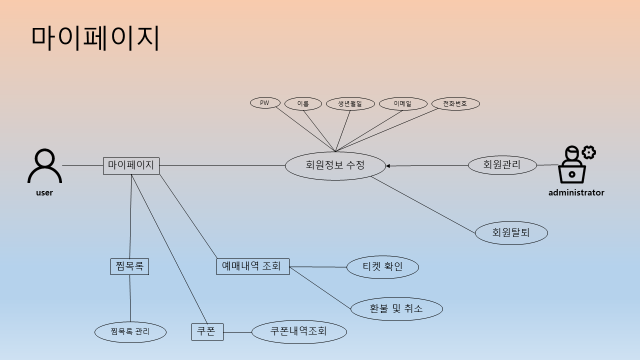 마이페이지
PW
이름
생년월일
이메일
전화번호
마이페이지
회원정보 수정
회원관리
user
administrator
회원탈퇴
찜목록
예매내역 조회
티켓 확인
환불 및 취소
찜목록 관리
쿠폰
쿠폰내역조회